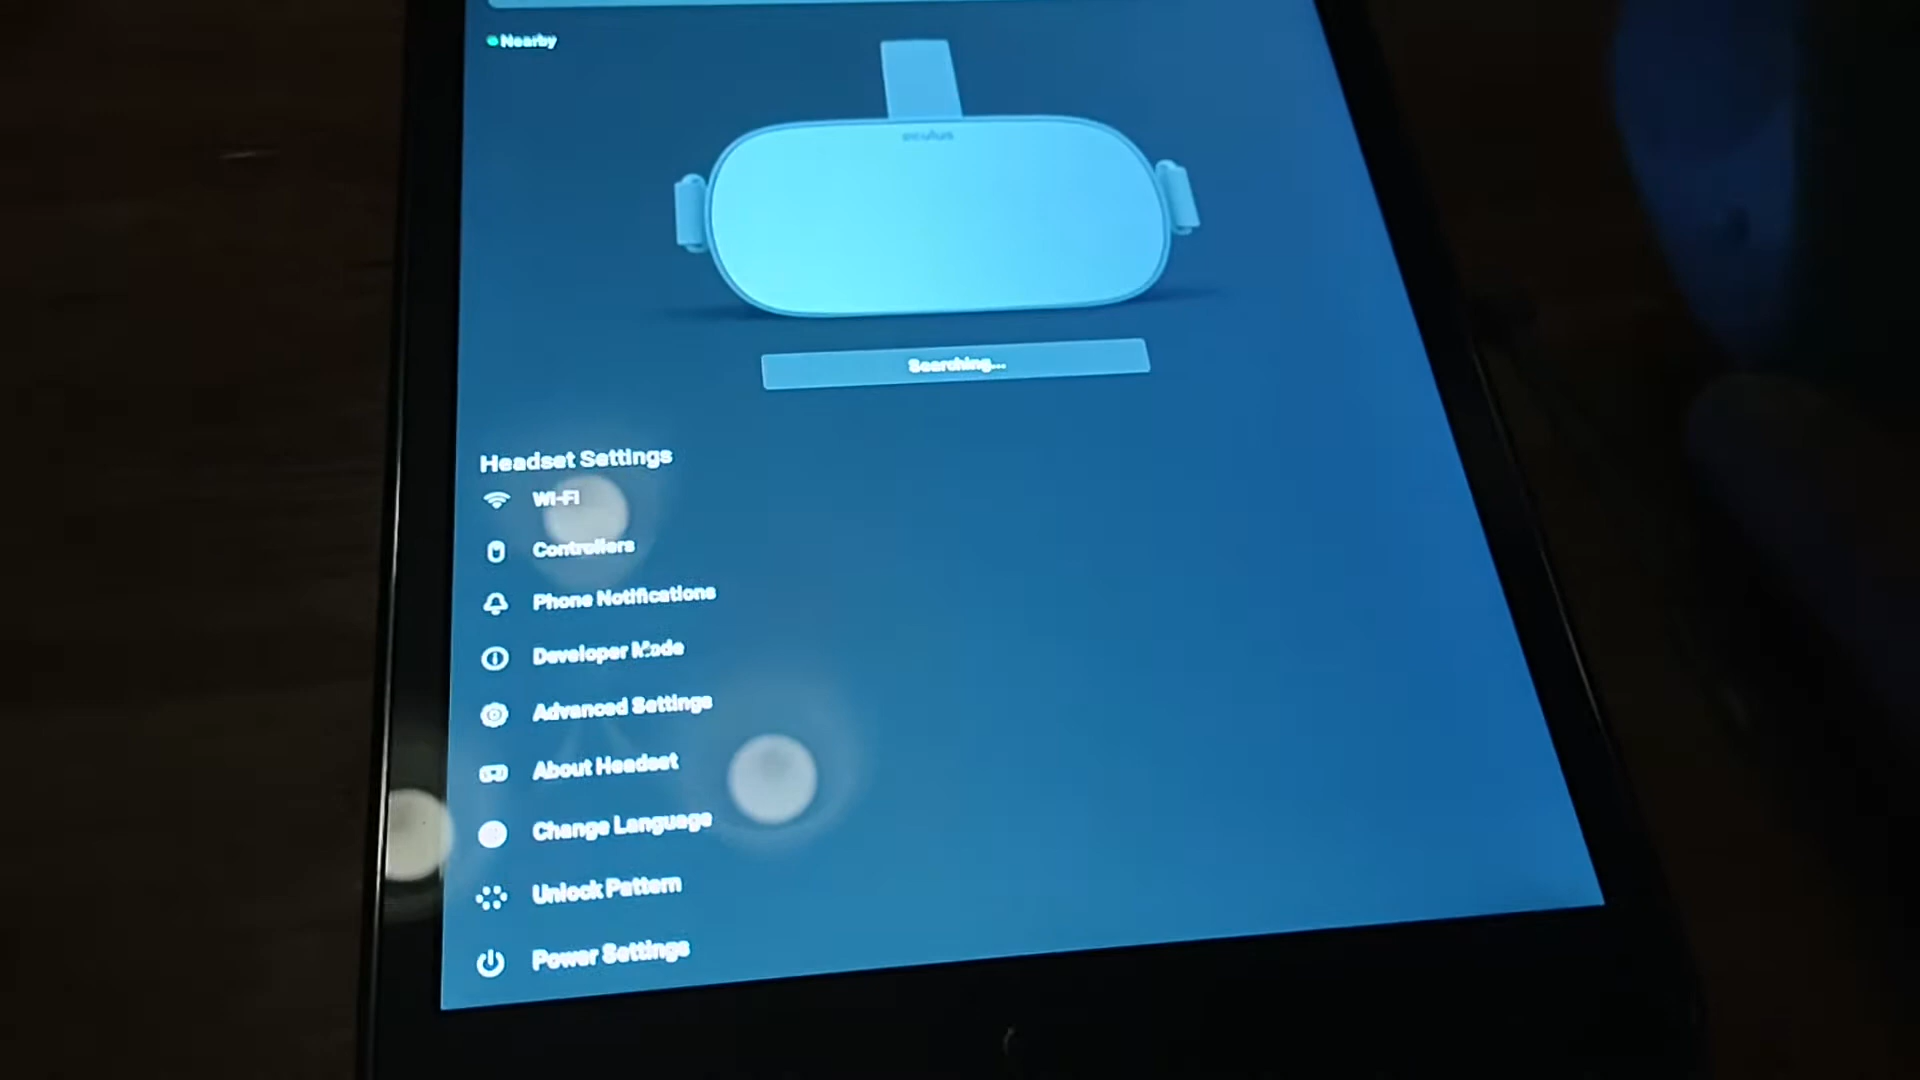 Nearby
oculus
Searching...
Headset Settings
Wi-Fi
Controllers
Phone Notifications
Developer Mode
Advanced Settings
About Headset
Change Language
Unlock Pattern
Power Settings